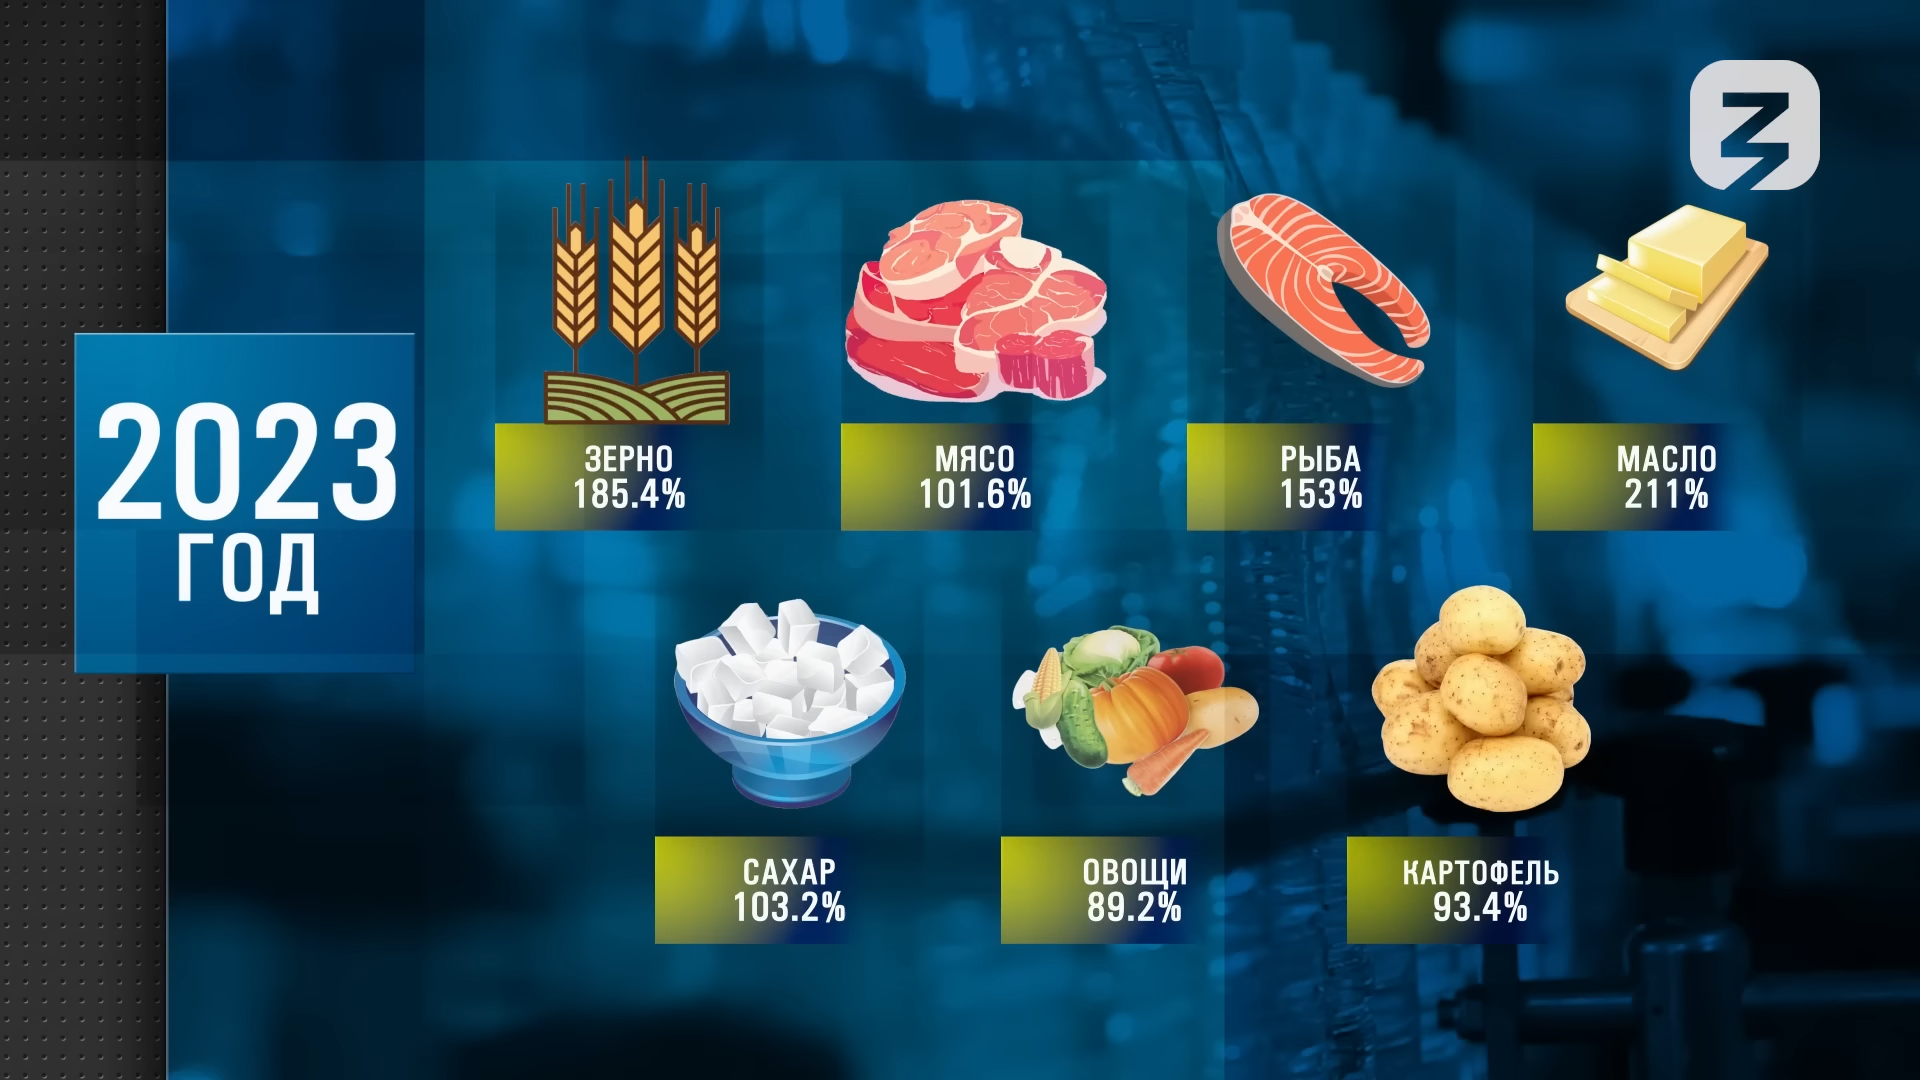 2023
ГОД
ЗЕРНО
185.4%
МЯСО
101.6%
РЫБА
153%
МАСЛО
211%
САХАР
103.2%
ОВОЩИ
89.2%
КАРТОФЕЛЬ
93.4%